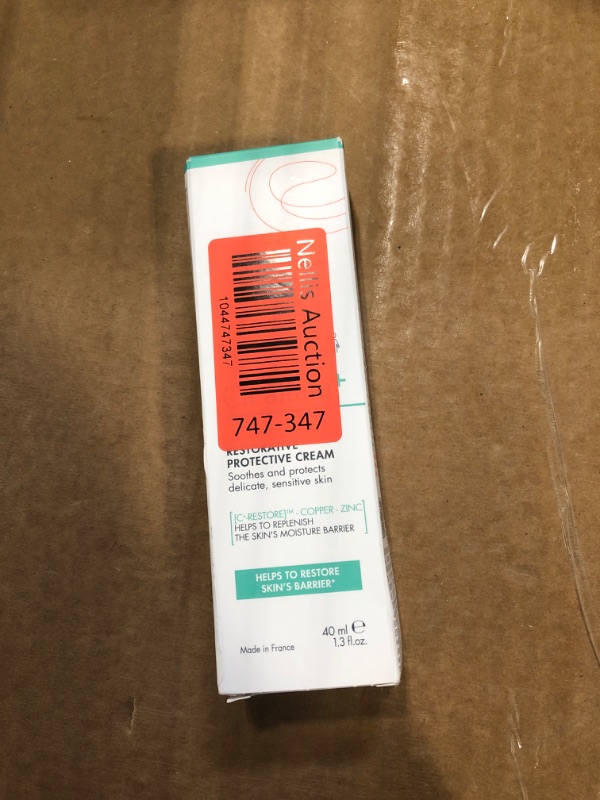 Nellis Auction
1044747347
747-347
RESTORATIVE
PROTECTIVE CREAM
Soothes and protects
delicate, sensitive skin
[C+-RESTORE]™ - COPPER - ZINC
HELPS TO REPLENISH
THE SKIN'S MOISTURE BARRIER
HELPS TO RESTORE
SKIN'S BARRIER*
40 ml ℮
1.3 fl.oz.
Made in France